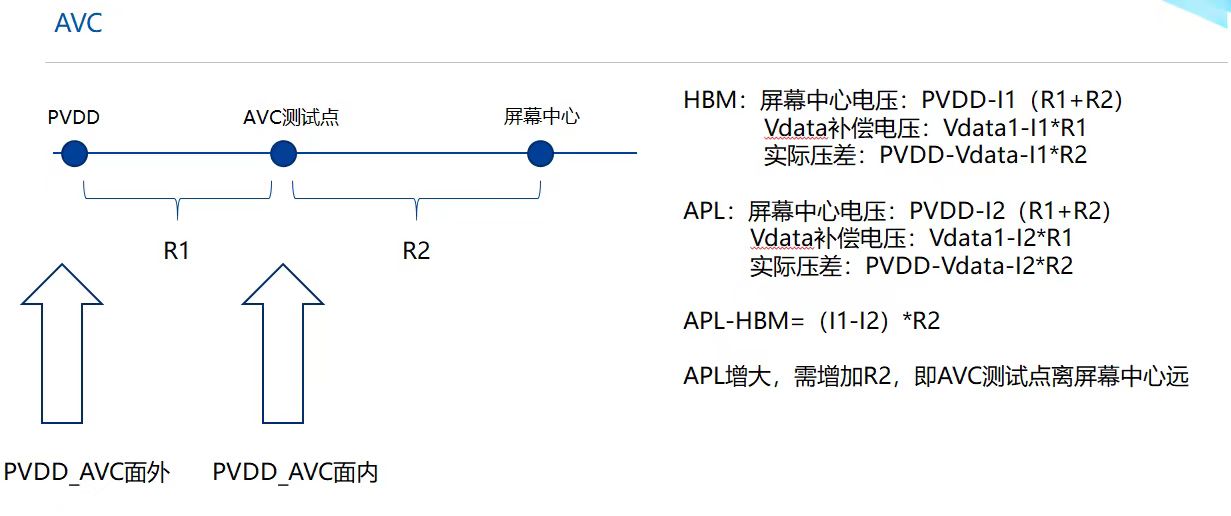 AVC
PVDD
AVC测试点
屏幕中心
R1
R2
PVDD_AVC面外
PVDD_AVC面内
HBM：屏幕中心电压：PVDD-I1（R1+R2）
Vdata补偿电压：Vdata1-I1*R1
实际压差：PVDD-Vdata-I1*R2
APL：屏幕中心电压：PVDD-I2（R1+R2）
Vdata补偿电压：Vdata1-I2*R1
实际压差：PVDD-Vdata-I2*R2
APL-HBM=（I1-I2）*R2
APL增大，需增加R2，即AVC测试点离屏幕中心远